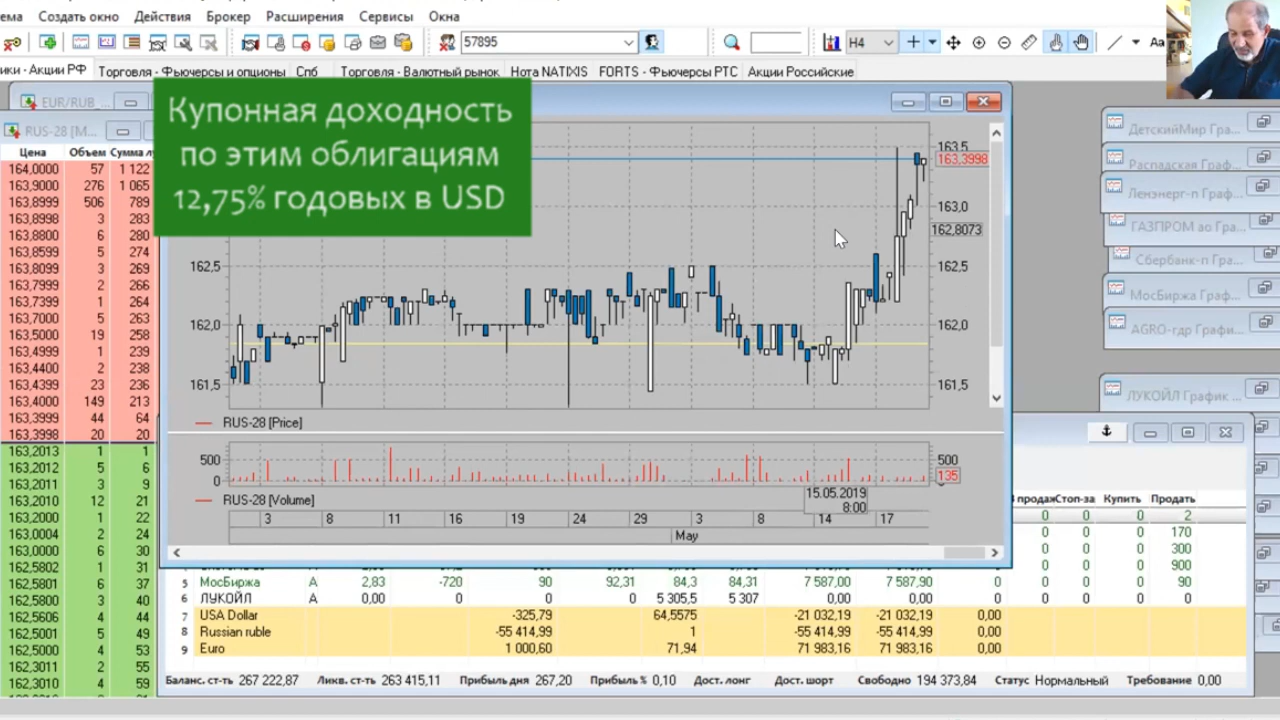 ема Создать окно Действия Брокер Расширения Сервисы Окна
57895 H4 Aa
ики - Акции РФ Торговля - Фьючерсы и опционы Спб Торговля - Валютный рынок Нота NATIXIS FORTS - Фьючерсы РТС Акции Российские
EUR/RUB_...
RUS-28 [М...
Купонная доходность
по этим облигациям
12,75% годовых в USD
Цена Объем Сумма л
164,0000 57 1 122
163,9000 276 1 065
163,8999 506 789
163,8998 3 283
163,8800 6 280
163,8599 5 274
163,8099 3 269
163,7999 2 266
163,7399 1 264
163,7000 5 263
163,5000 19 258
163,4999 1 239
163,4400 2 238
163,4399 23 236
163,4000 149 213
163,3999 44 64
163,3998 20 20
163,2013 1 1
163,2012 5 6
163,2011 3 9
163,2010 12 21
163,2000 1 22
163,0004 2 24
163,0000 6 30
162,5802 1 31
162,5801 6 37
162,5800 3 40
162,5606 4 44
162,5001 5 49
162,5000 4 53
162,3011 2 55
162,3010 4 59
163,5
163,3998
163,0
162,8073
162,5 162,5
162,0 162,0
161,5 161,5
RUS-28 [Price]
500 500
135
0
RUS-28 [Volume]
15.05.2019
8:00
3 8 11 16 19 24 29 3 8 14 17
May
ДетскийМир Гра...
Распадская Граф...
Ленэнерго-п Граф...
ГАЗПРОМ ао Гра...
Сбербанк-п Гра...
МосБиржа Граф...
AGRO-гдр Графи...
ЛУКОЙЛ График ...
продаж Стоп-за Купить Продать
0 0 0 2
0 0 0 170
0 0 0 300
0 0 0 900
5 МосБиржа А 2,83 -720 90 92,31 84,3 84,31 7 587,00 7 587,90 0 0 0 0 90
6 ЛУКОЙЛ А 0,00 0 0 5 305,5 5 307 0,00 0,00 0 0 0 0 0
7 USA Dollar -325,79 64,5575 -21 032,19 -21 032,19 0,00
8 Russian ruble -55 414,99 1 -55 414,99 -55 414,99 0,00
9 Euro 1 000,60 71,94 71 983,16 71 983,16 0,00
Баланс. ст-ть 267 222,87 Ликв. ст-ть 263 415,11 Прибыль дня 267,20 Прибыль % 0,10 Дост. лонг Дост. шорт Свободно 194 373,84 Статус Нормальный Требование 0,00